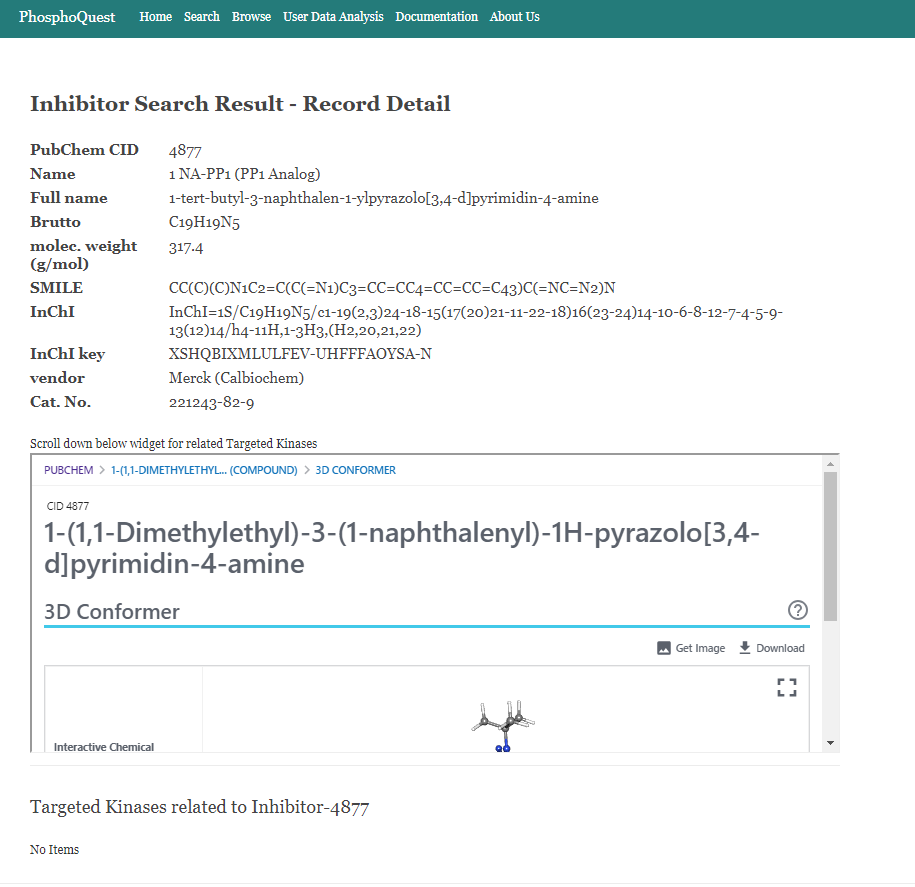 PhosphoQuest Home Search Browse User Data Analysis Documentation About Us
Inhibitor Search Result - Record Detail
PubChem CID 4877
Name 1 NA-PP1 (PP1 Analog)
Full name 1-tert-butyl-3-naphthalen-1-ylpyrazolo[3,4-d]pyrimidin-4-amine
Brutto C19H19N5
molec. weight 317.4
(g/mol)
SMILE CC(C)(C)N1C2=C(C(=N1)C3=CC=CC4=CC=CC=C43)C(=NC=N2)N
InChI InChI=1S/C19H19N5/c1-19(2,3)24-18-15(17(20)21-11-22-18)16(23-24)14-10-6-8-12-7-4-5-9-
13(12)14/h4-11H,1-3H3,(H2,20,21,22)
InChI key XSHQBIXMLULFEV-UHFFFAOYSA-N
vendor Merck (Calbiochem)
Cat. No. 221243-82-9
Scroll down below widget for related Targeted Kinases
PUBCHEM > 1-(1,1-DIMETHYLETHYL... (COMPOUND) > 3D CONFORMER
CID 4877
1-(1,1-Dimethylethyl)-3-(1-naphthalenyl)-1H-pyrazolo[3,4-
d]pyrimidin-4-amine
3D Conformer
Get Image Download
Interactive Chemical
Targeted Kinases related to Inhibitor-4877
No Items